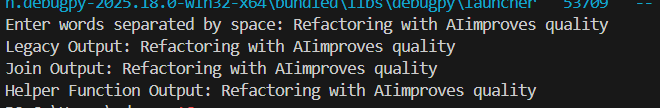 n.debugpy-2025.18.0-win32-x64\bundled\libs\debugpy\launcher' '53709' '--'
Enter words separated by space: Refactoring with AIimproves quality
Legacy Output: Refactoring with AIimproves quality
Join Output: Refactoring with AIimproves quality
Helper Function Output: Refactoring with AIimproves quality